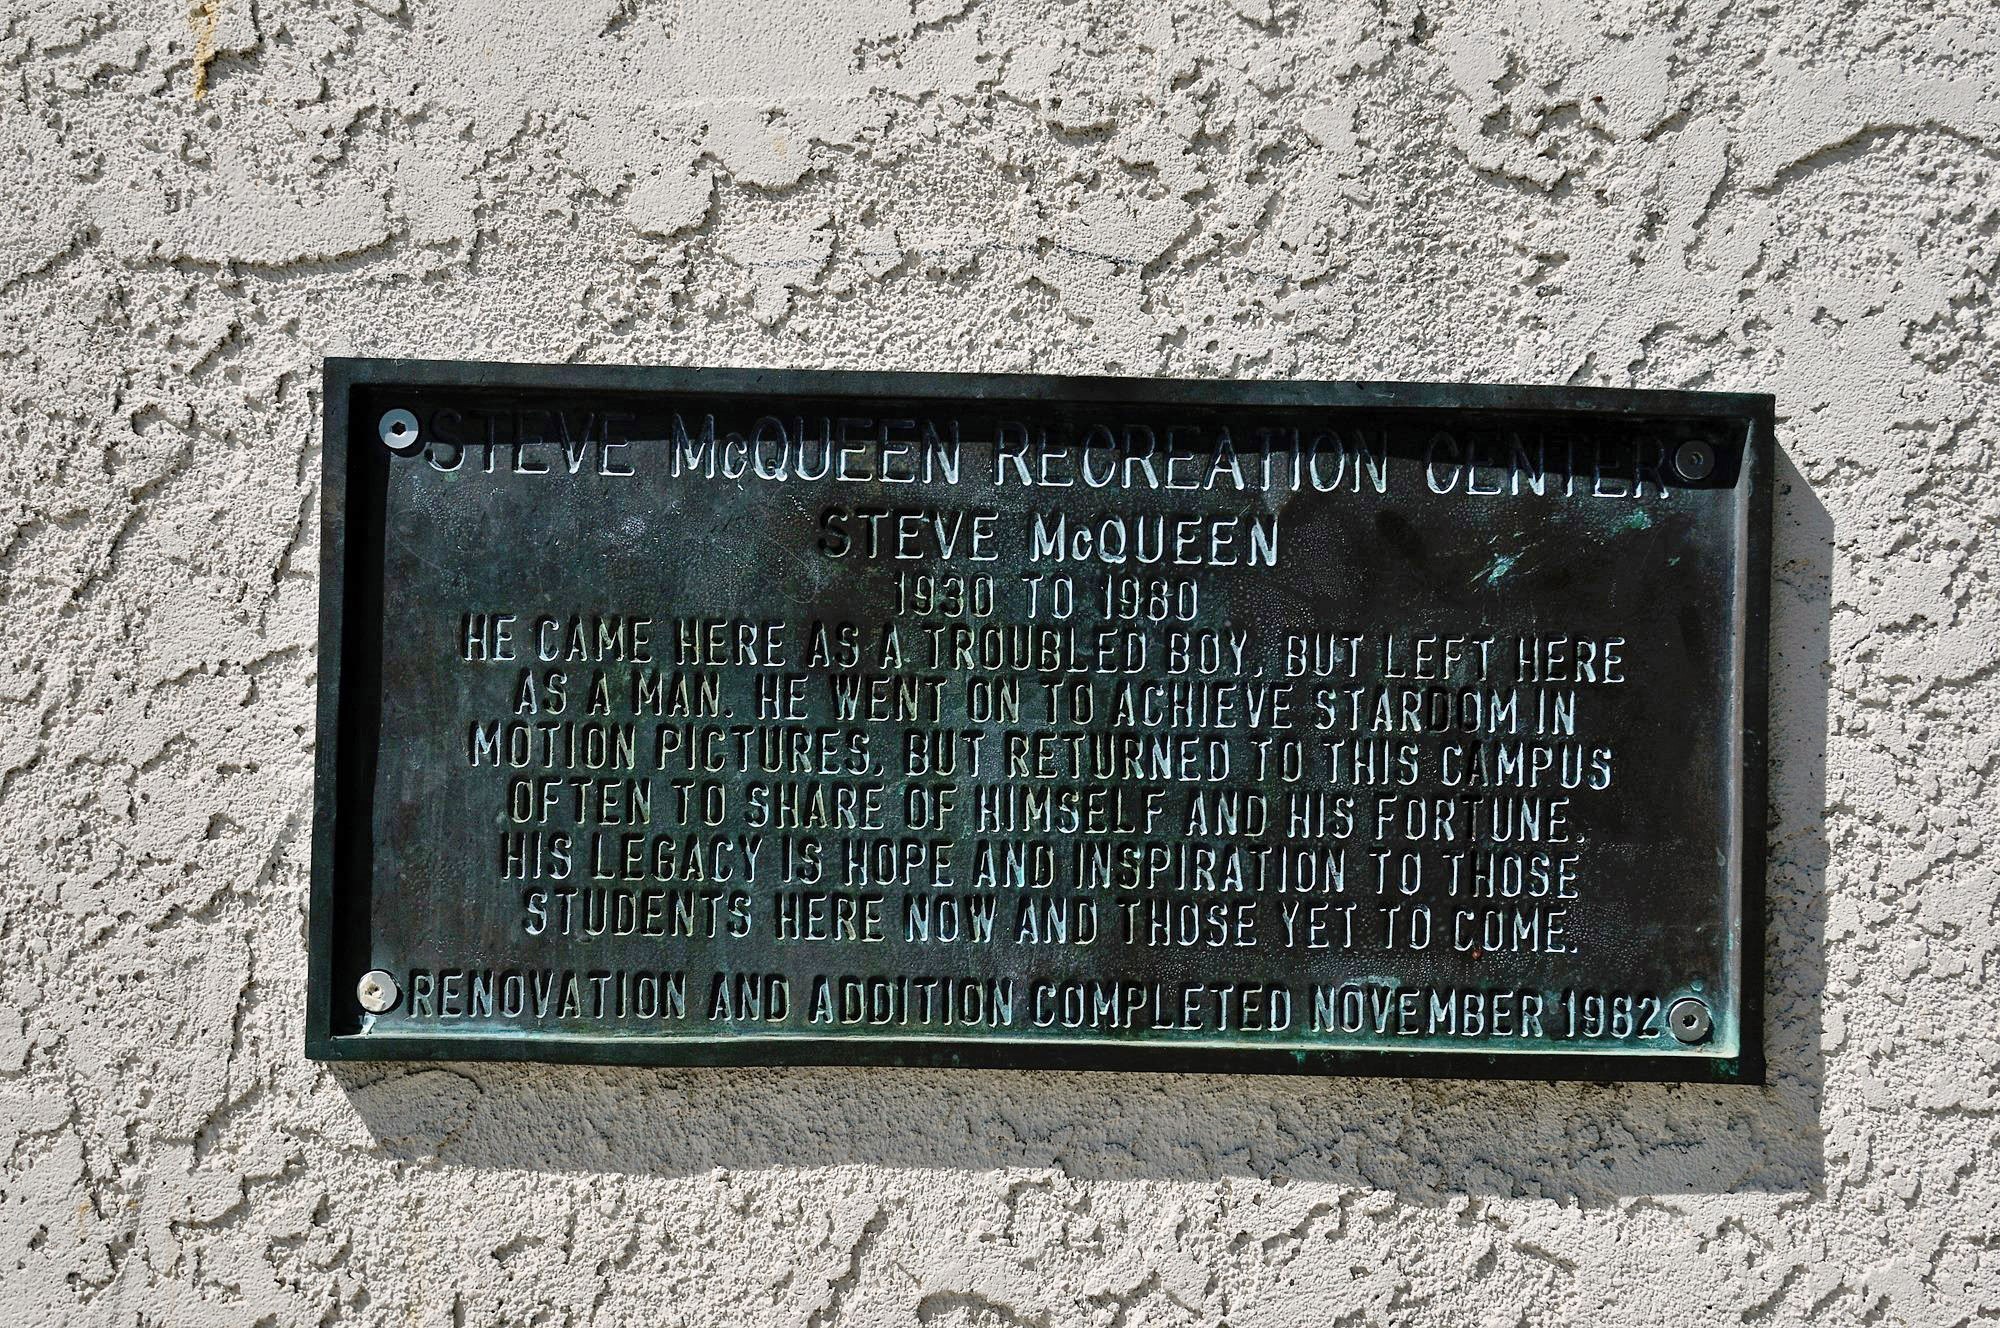 STEVE McQUEEN RECREATION CENTER
STEVE McQUEEN
1930 TO 1980
HE CAME HERE AS A TROUBLED BOY, BUT LEFT HERE
AS A MAN. HE WENT ON TO ACHIEVE STARDOM IN
MOTION PICTURES, BUT RETURNED TO THIS CAMPUS
OFTEN TO SHARE OF HIMSELF AND HIS FORTUNE.
HIS LEGACY IS HOPE AND INSPIRATION TO THOSE
STUDENTS HERE NOW AND THOSE YET TO COME.
RENOVATION AND ADDITION COMPLETED NOVEMBER 1982